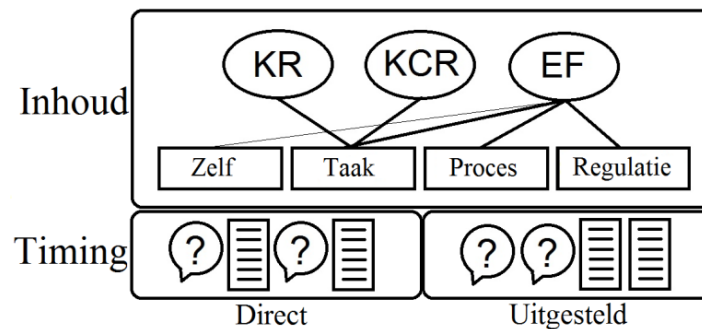 KR KCR EF
Inhoud
Zelf Taak Proces Regulatie
Timing ? ? ? ?
Direct Uitgesteld